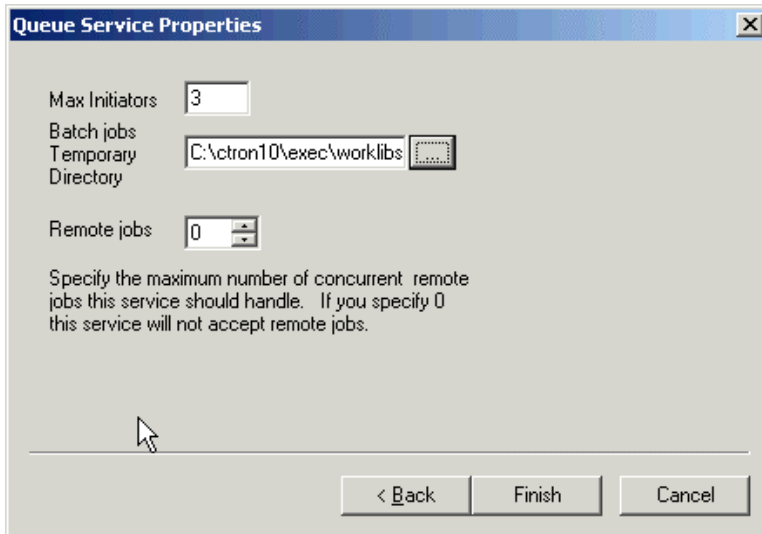 Queue Service Properties
Max Initiators 3
Batch jobs
Temporary
Directory
C:\ctron10\exec\worklibs ...
Remote jobs 0
Specify the maximum number of concurrent remote
jobs this service should handle. If you specify 0
this service will not accept remote jobs.
< Back Finish Cancel